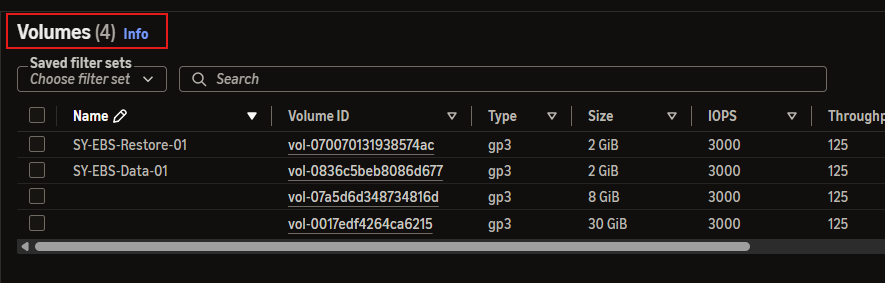 Volumes (4) Info
Saved filter sets
Choose filter set
Search
Name Volume ID Type Size IOPS Throughp
SY-EBS-Restore-01 vol-070070131938574ac gp3 2 GiB 3000 125
SY-EBS-Data-01 vol-0836c5beb8086d677 gp3 2 GiB 3000 125
vol-07a5d6d348734816d gp3 8 GiB 3000 125
vol-0017edf4264ca6215 gp3 30 GiB 3000 125